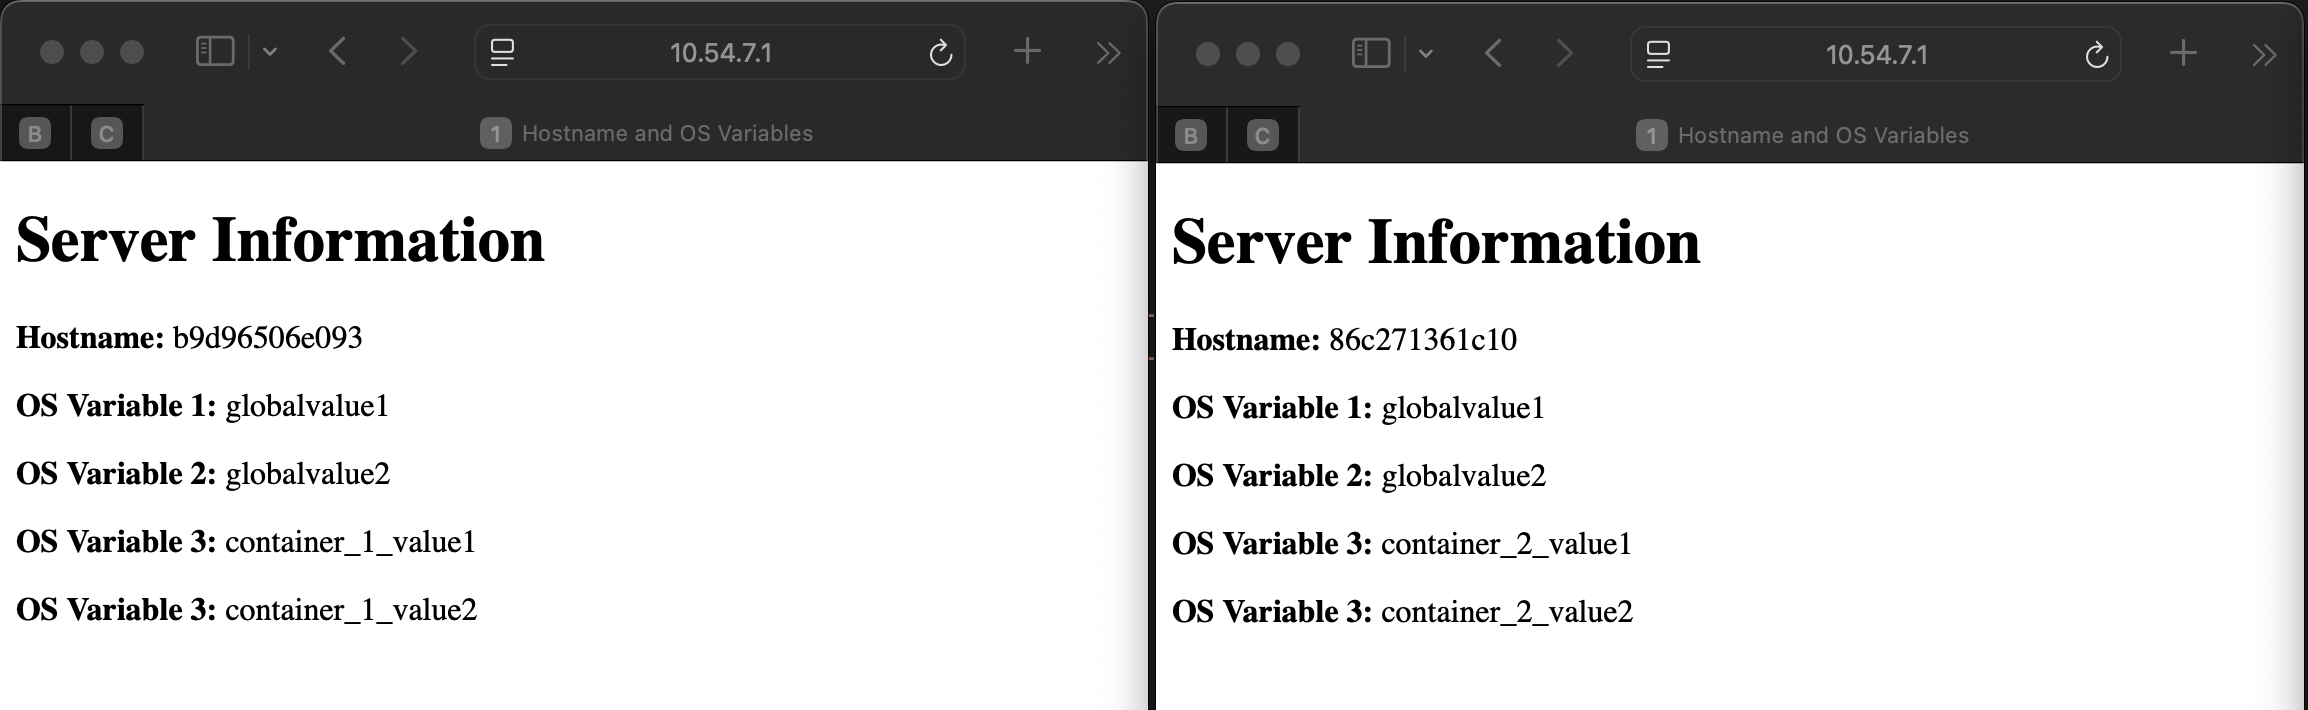 10.54.7.1
B C 1 Hostname and OS Variables
Server Information
Hostname: b9d96506e093
OS Variable 1: globalvalue1
OS Variable 2: globalvalue2
OS Variable 3: container_1_value1
OS Variable 3: container_1_value2
10.54.7.1
B C 1 Hostname and OS Variables
Server Information
Hostname: 86c271361c10
OS Variable 1: globalvalue1
OS Variable 2: globalvalue2
OS Variable 3: container_2_value1
OS Variable 3: container_2_value2